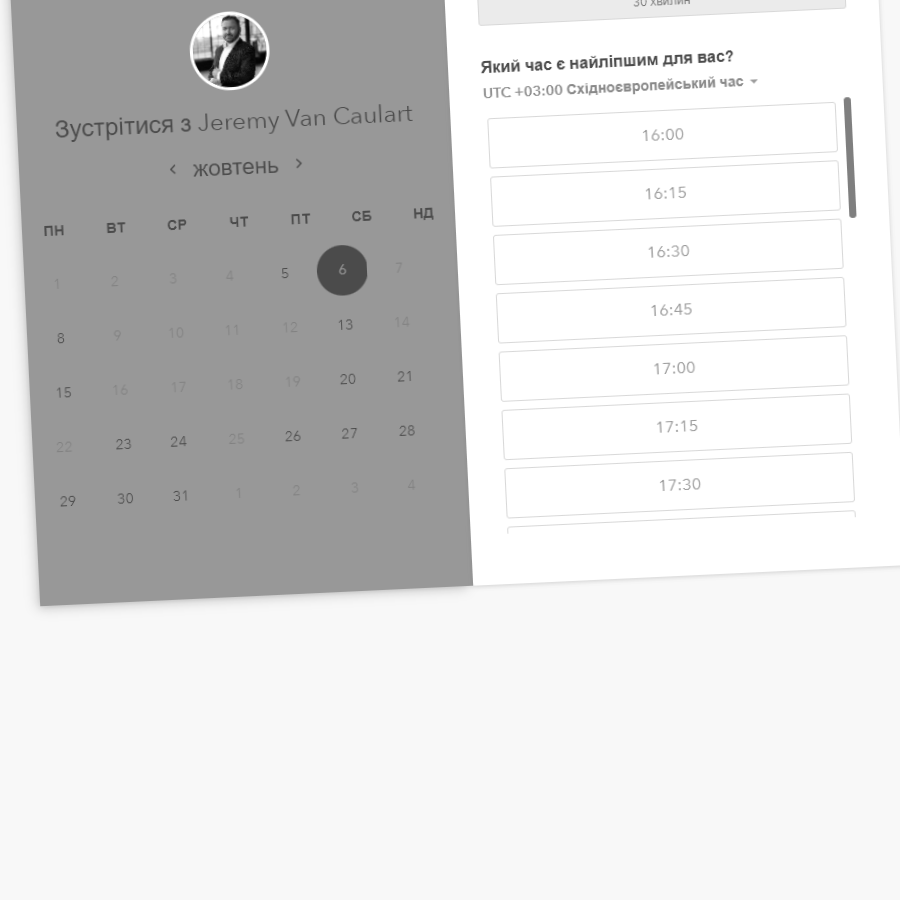 Зустрітися з Jeremy Van Caulart
‹ жовтень ›
ПН ВТ СР ЧТ ПТ СБ НД
1 2 3 4 5 6 7
8 9 10 11 12 13 14
15 16 17 18 19 20 21
22 23 24 25 26 27 28
29 30 31 1 2 3 4
30 хвилин
Який час є найліпшим для вас?
UTC +03:00 Східноєвропейський час
16:00
16:15
16:30
16:45
17:00
17:15
17:30